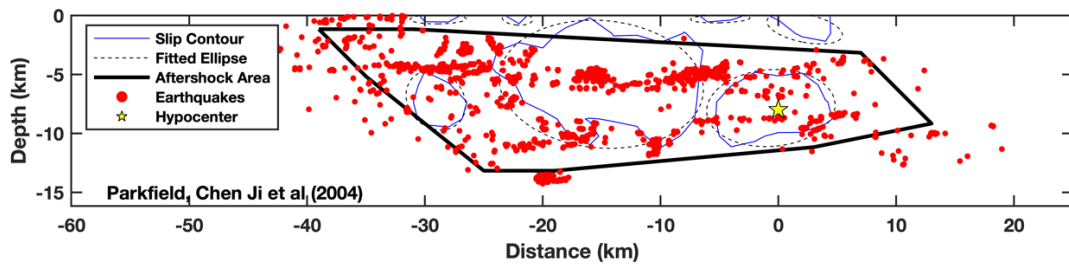 0
-5
-10
-15
Depth (km)
Slip Contour
Fitted Ellipse
Aftershock Area
Earthquakes
Hypocenter
Parkfield, Chen Ji et al (2004)
-60 -50 -40 -30 -20 -10 0 10 20
Distance (km)